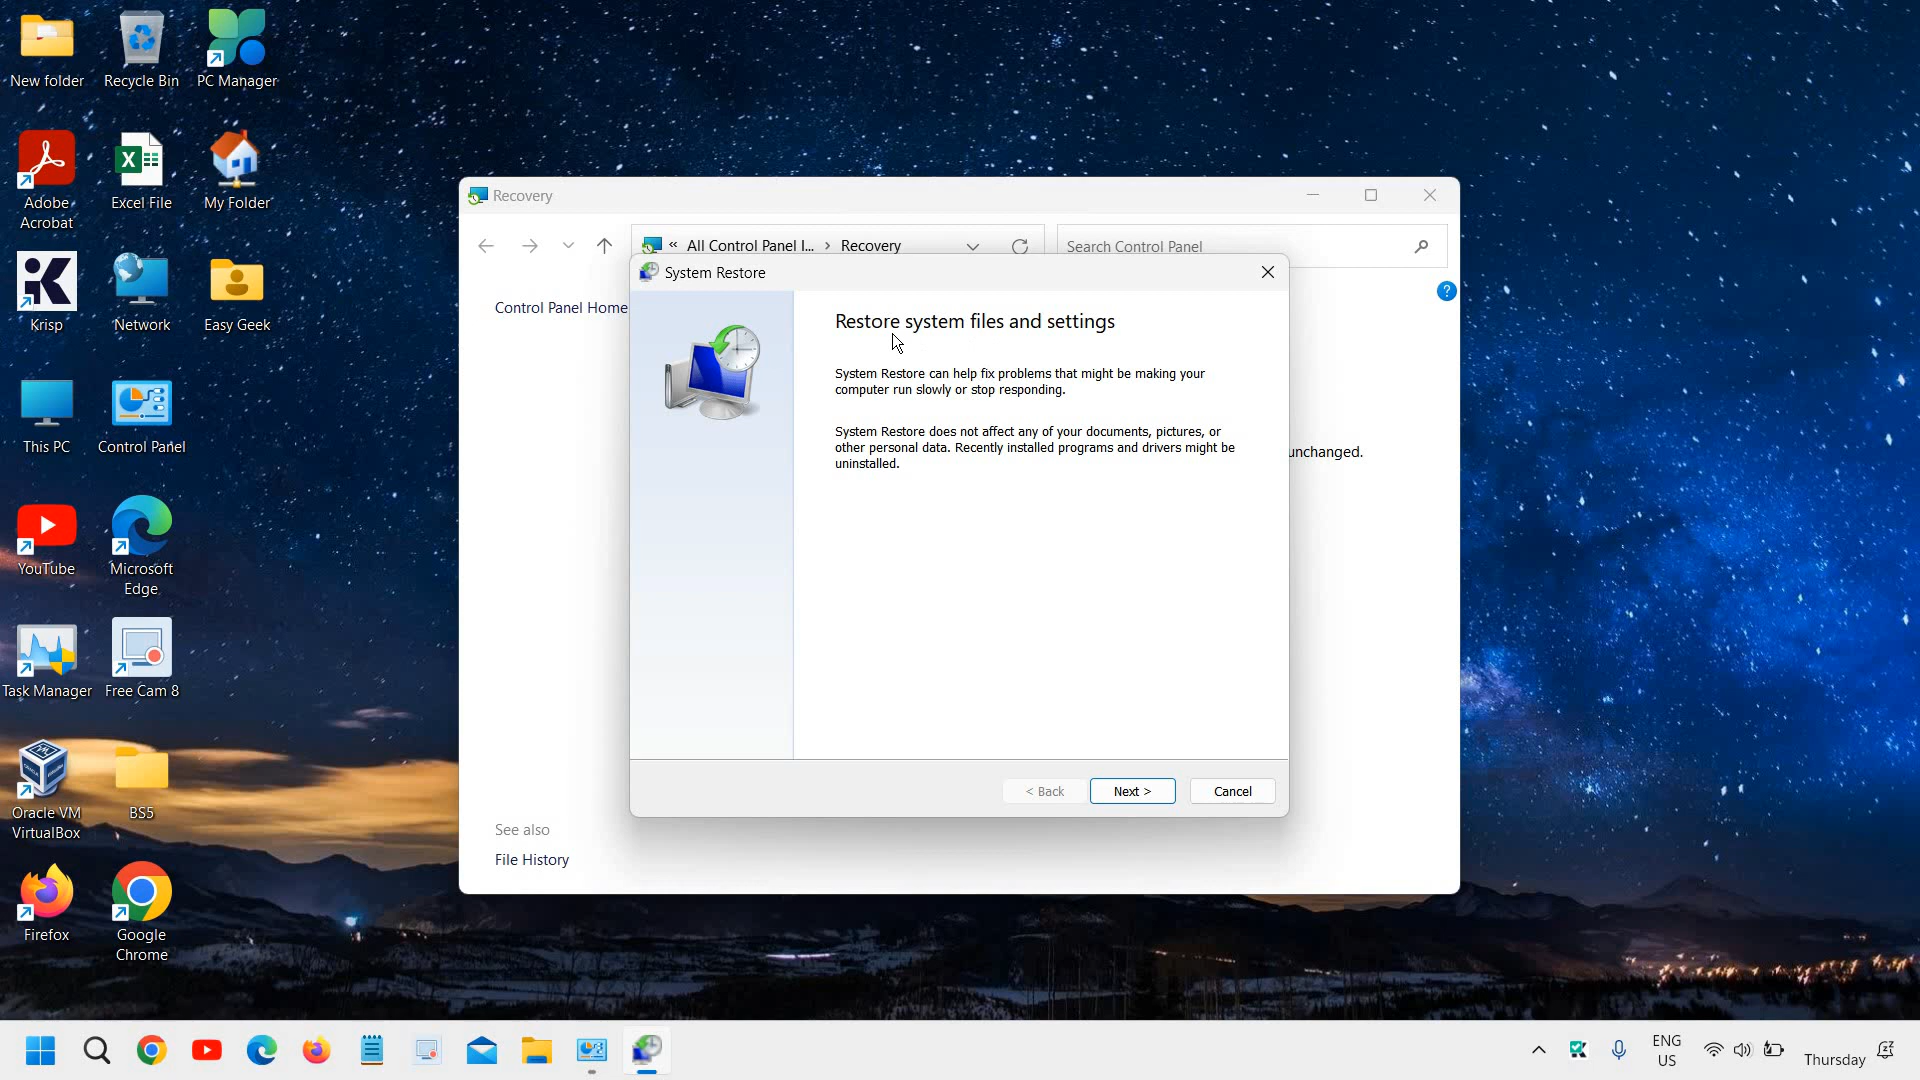 New folder
Recycle Bin
PC Manager
Adobe
Acrobat
Excel File
My Folder
Krisp
Network
Easy Geek
This PC
Control Panel
YouTube
Microsoft
Edge
Task Manager
Free Cam 8
Oracle VM
VirtualBox
BS5
Firefox
Google
Chrome
Recovery
« All Control Panel I... › Recovery
Search Control Panel
Control Panel Home
unchanged.
See also
File History
System Restore
Restore system files and settings
System Restore can help fix problems that might be making your
computer run slowly or stop responding.
System Restore does not affect any of your documents, pictures, or
other personal data. Recently installed programs and drivers might be
uninstalled.
< Back
Next >
Cancel
ENG
US
Thursday